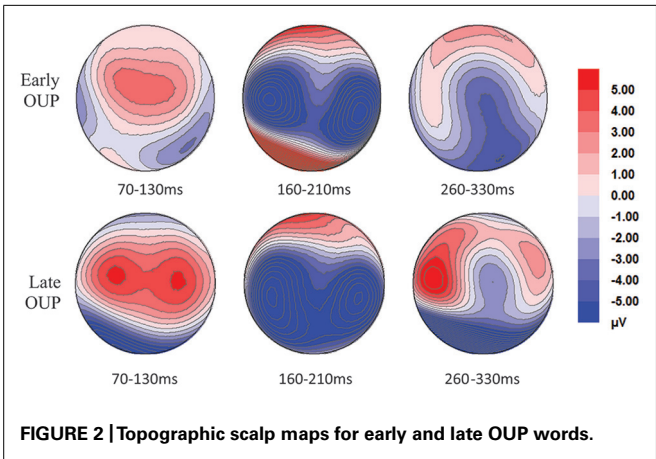 Early
OUP
70-130ms 160-210ms 260-330ms
Late
OUP
70-130ms 160-210ms 260-330ms
5.00
4.00
3.00
2.00
1.00
0.00
-1.00
-2.00
-3.00
-4.00
-5.00
µV
FIGURE 2 | Topographic scalp maps for early and late OUP words.